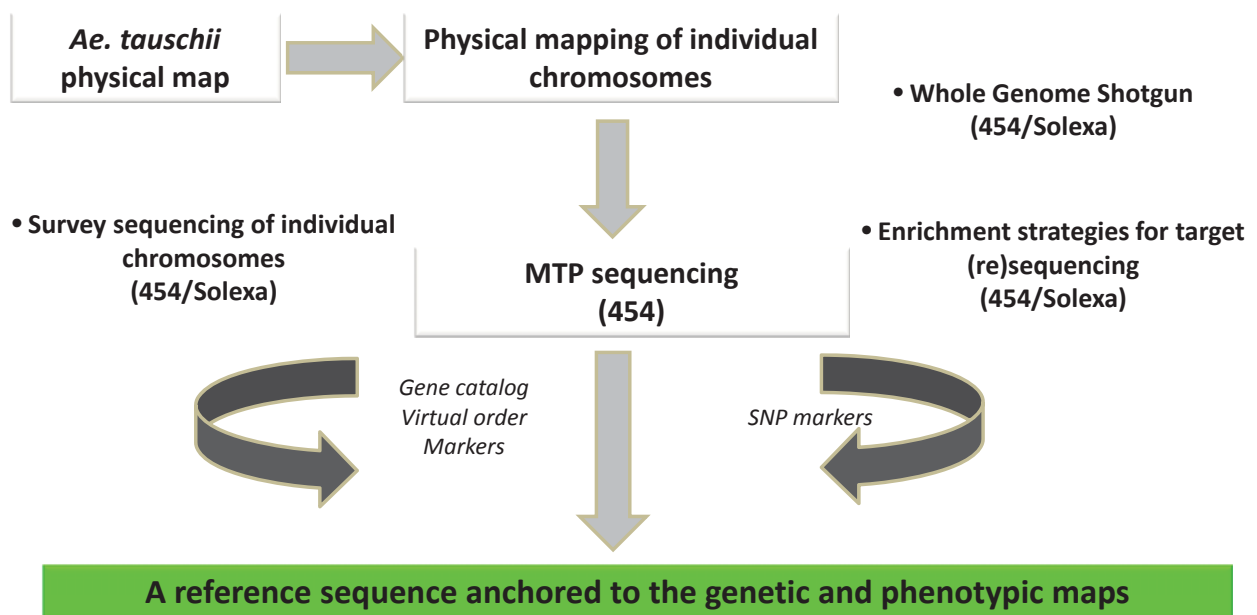 Ae. tauschii
physical map
Physical mapping of individual
chromosomes
• Whole Genome Shotgun
(454/Solexa)
• Survey sequencing of individual
chromosomes
(454/Solexa)
MTP sequencing
(454)
• Enrichment strategies for target
(re)sequencing
(454/Solexa)
Gene catalog
Virtual order
Markers
SNP markers
A reference sequence anchored to the genetic and phenotypic maps